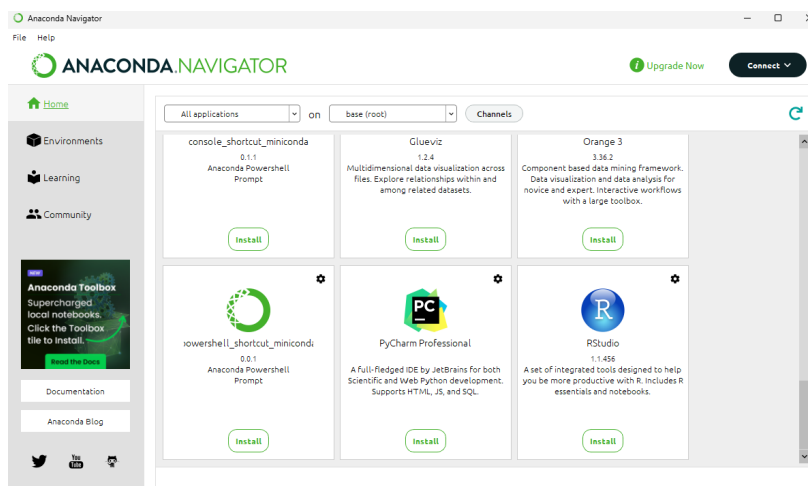 Anaconda Navigator
File Help
ANACONDA.NAVIGATOR
i Upgrade Now
Connect
Home
Environments
Learning
Community
NEW
Anaconda Toolbox
Supercharged
local notebooks.
Click the Toolbox
tile to Install.
Read the Docs
Documentation
Anaconda Blog
You
Tube
All applications
on
base (root)
Channels
console_shortcut_miniconda
0.1.1
Anaconda Powershell
Prompt
Install
Glueviz
1.2.4
Multidimensional data visualization across
files. Explore relationships within and
among related datasets.
Install
Orange 3
3.36.2
Component based data mining framework.
Data visualization and data analysis for
novice and expert. Interactive workflows
with a large toolbox.
Install
owershell_shortcut_minicond
0.0.1
Anaconda Powershell
Prompt
Install
PC
PyCharm Professional
A full-fledged IDE by JetBrains for both
Scientific and Web Python development.
Supports HTML, JS, and SQL.
Install
R
RStudio
1.1.456
A set of integrated tools designed to help
you be more productive with R. Includes R
essentials and notebooks.
Install